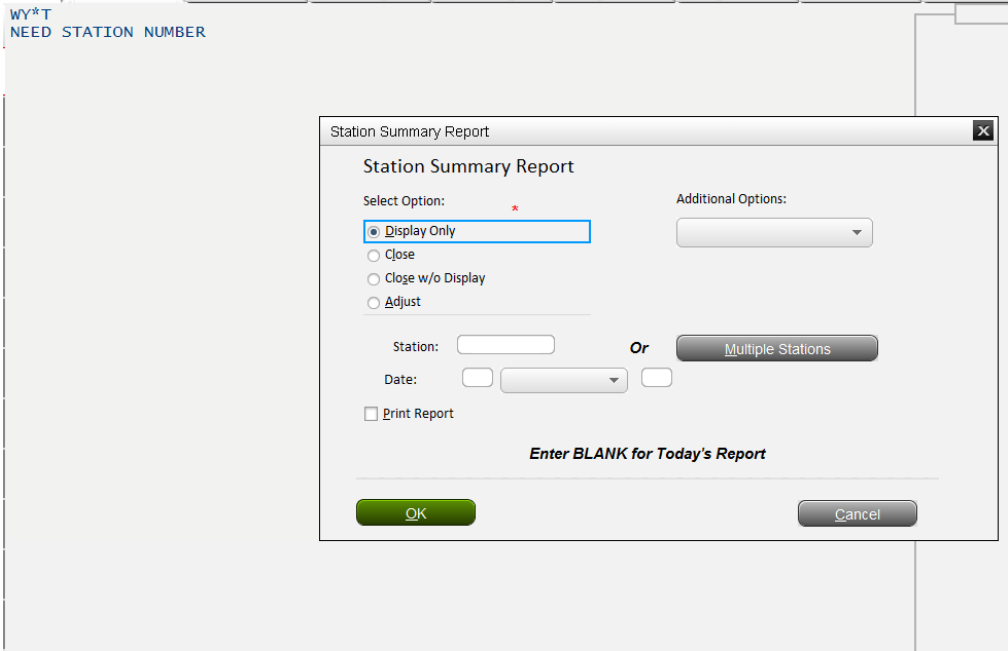 WY*T
NEED STATION NUMBER
Station Summary Report
Station Summary Report
Select Option: *
Additional Options:
Display Only
Close
Close w/o Display
Adjust
Station: Or Multiple Stations
Date:
Print Report
Enter BLANK for Today's Report
OK Cancel